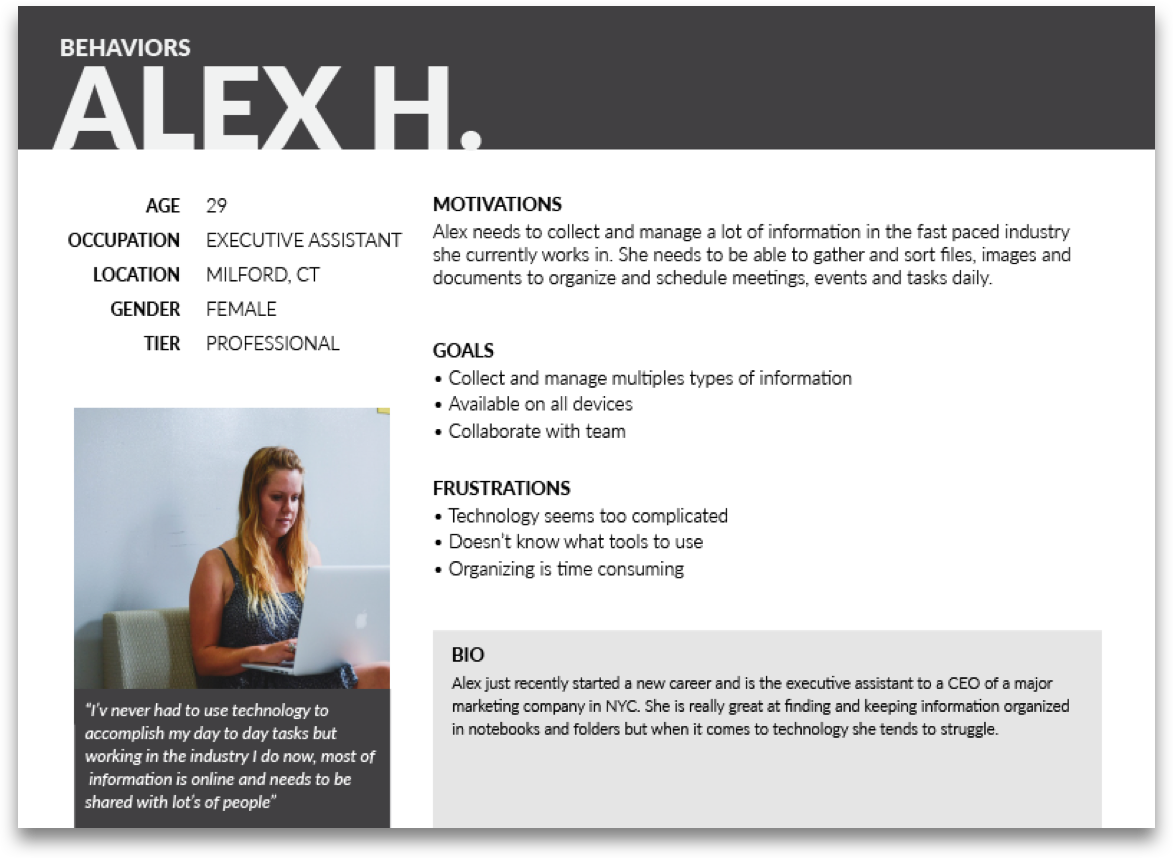 BEHAVIORS
ALEX H.
AGE 29
OCCUPATION EXECUTIVE ASSISTANT
LOCATION MILFORD, CT
GENDER FEMALE
TIER PROFESSIONAL
“I’v never had to use technology to
accomplish my day to day tasks but
working in the industry I do now, most of
information is online and needs to be
shared with lot’s of people”
MOTIVATIONS
Alex needs to collect and manage a lot of information in the fast paced industry
she currently works in. She needs to be able to gather and sort files, images and
documents to organize and schedule meetings, events and tasks daily.
GOALS
• Collect and manage multiples types of information
• Available on all devices
• Collaborate with team
FRUSTRATIONS
• Technology seems too complicated
• Doesn’t know what tools to use
• Organizing is time consuming
BIO
Alex just recently started a new career and is the executive assistant to a CEO of a major
marketing company in NYC. She is really great at finding and keeping information organized
in notebooks and folders but when it comes to technology she tends to struggle.